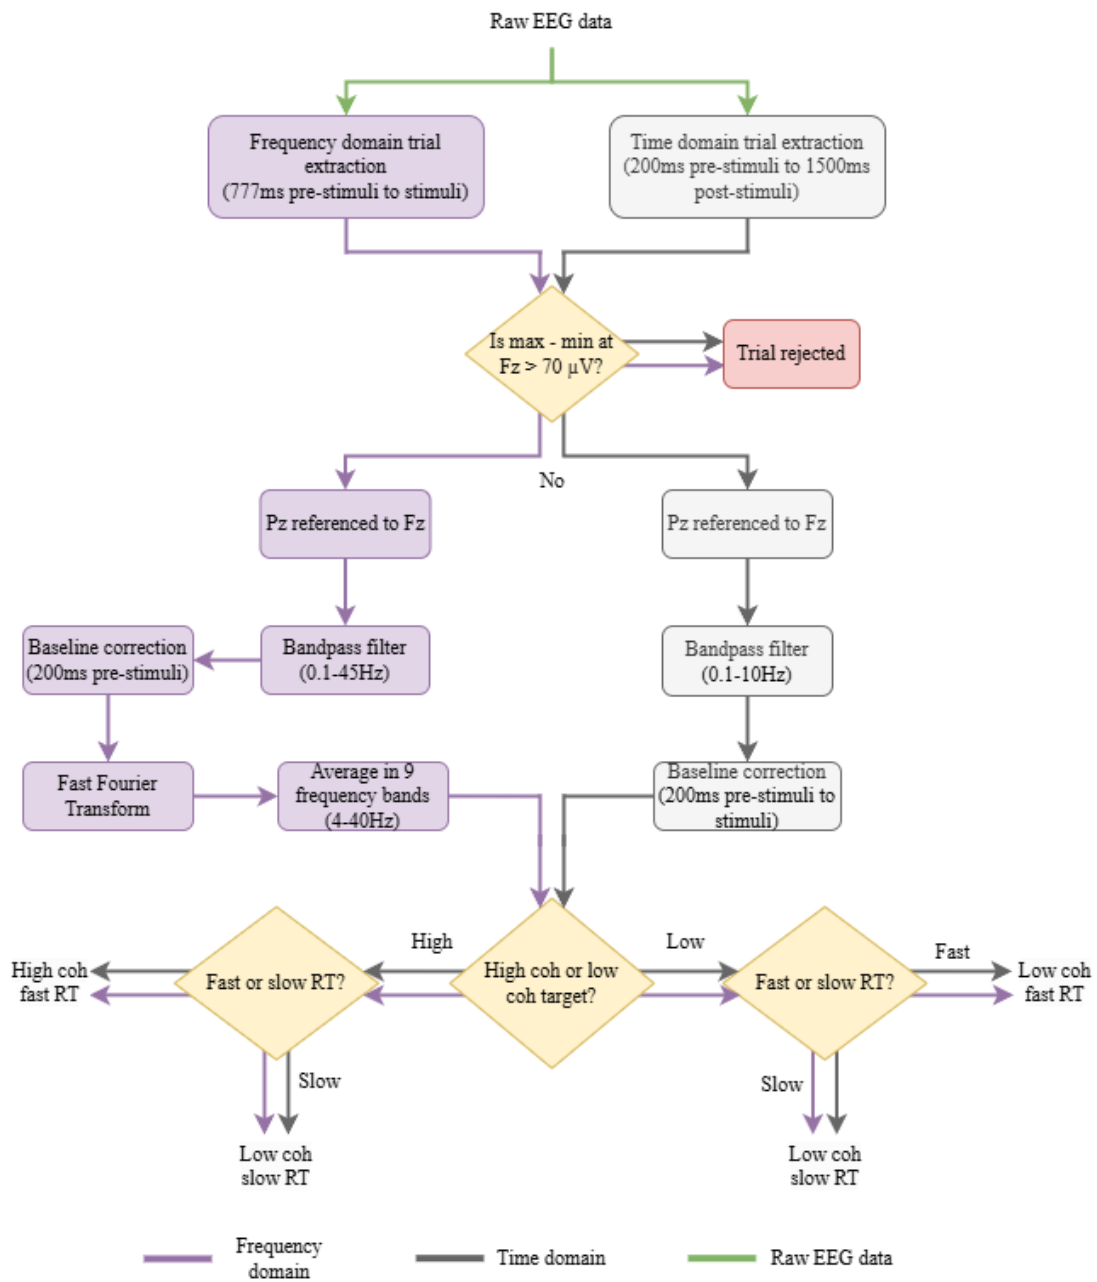 Raw EEG data
Frequency domain trial
extraction
(777ms pre-stimuli to stimuli)
Time domain trial extraction
(200ms pre-stimuli to 1500ms
post-stimuli)
Is max - min at
Fz > 70 µV?
Trial rejected
No
Pz referenced to Fz
Pz referenced to Fz
Baseline correction
(200ms pre-stimuli)
Bandpass filter
(0.1-45Hz)
Bandpass filter
(0.1-10Hz)
Fast Fourier
Transform
Average in 9
frequency bands
(4-40Hz)
Baseline correction
(200ms pre-stimuli to
stimuli)
High
Low
Fast
High coh
fast RT
Fast or slow RT?
High coh or low
coh target?
Fast or slow RT?
Low coh
fast RT
Slow
Slow
Low coh
slow RT
Low coh
slow RT
Frequency
domain
Time domain
Raw EEG data